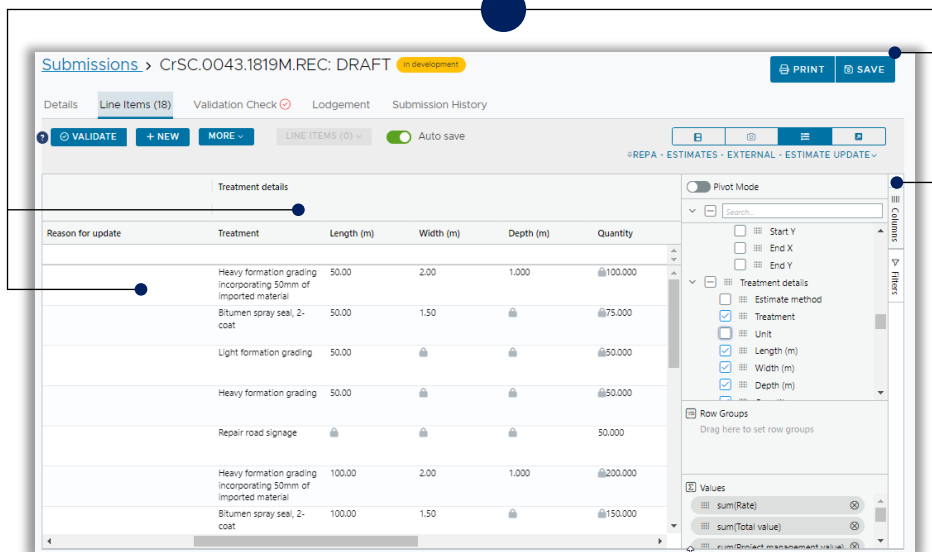 Submissions > CrSC.0043.1819M.REC: DRAFT In development
PRINT SAVE
Details Line Items (18) Validation Check Lodgement Submission History
? VALIDATE + NEW MORE LINE ITEMS (0) Auto save
REPA - ESTIMATES - EXTERNAL - ESTIMATE UPDATE
Treatment details
Reason for update Treatment Length (m) Width (m) Depth (m) Quantity
Heavy formation grading 50.00 2.00 1.000 100.000
incorporating 50mm of
imported material
Bitumen spray seal, 2- 50.00 1.50 75.000
coat
Light formation grading 50.00 50.000
Heavy formation grading 50.00 50.000
Repair road signage 50.000
Heavy formation grading 100.00 2.00 1.000 200.000
incorporating 50mm of
imported material
Bitumen spray seal, 2- 100.00 1.50 150.000
coat
Pivot Mode
Search...
Start Y
End X
End Y
Treatment details
Estimate method
Treatment
Unit
Length (m)
Width (m)
Depth (m)
Row Groups
Drag here to set row groups
Values
sum(Rate)
sum(Total value)
sum(Project management value)
Columns
Filters